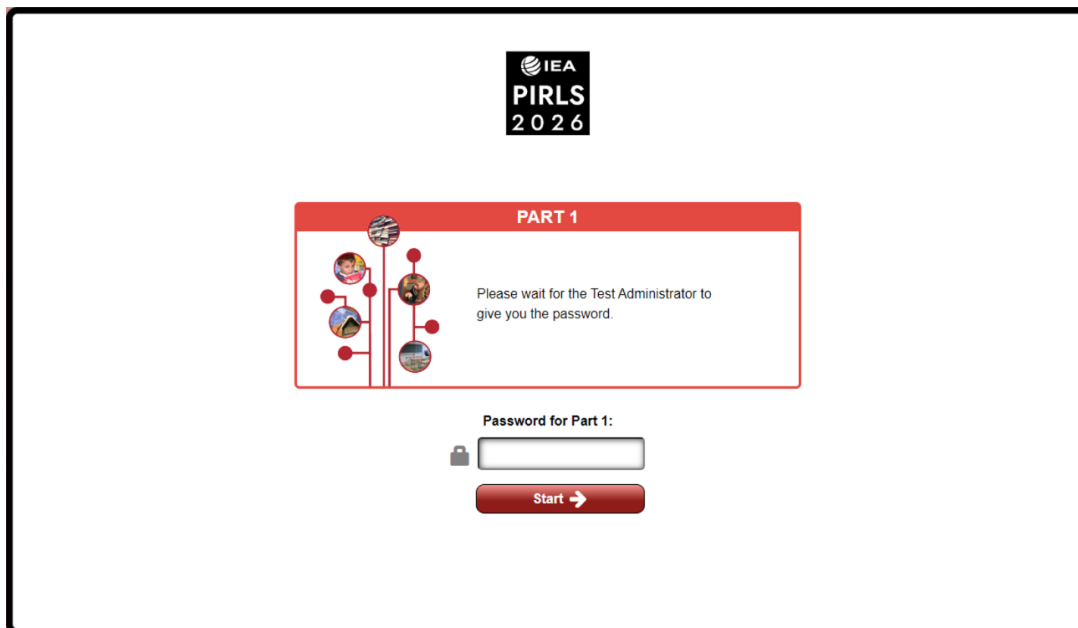 IEA
PIRLS
2026
PART 1
Please wait for the Test Administrator to
give you the password.
Password for Part 1:
Start